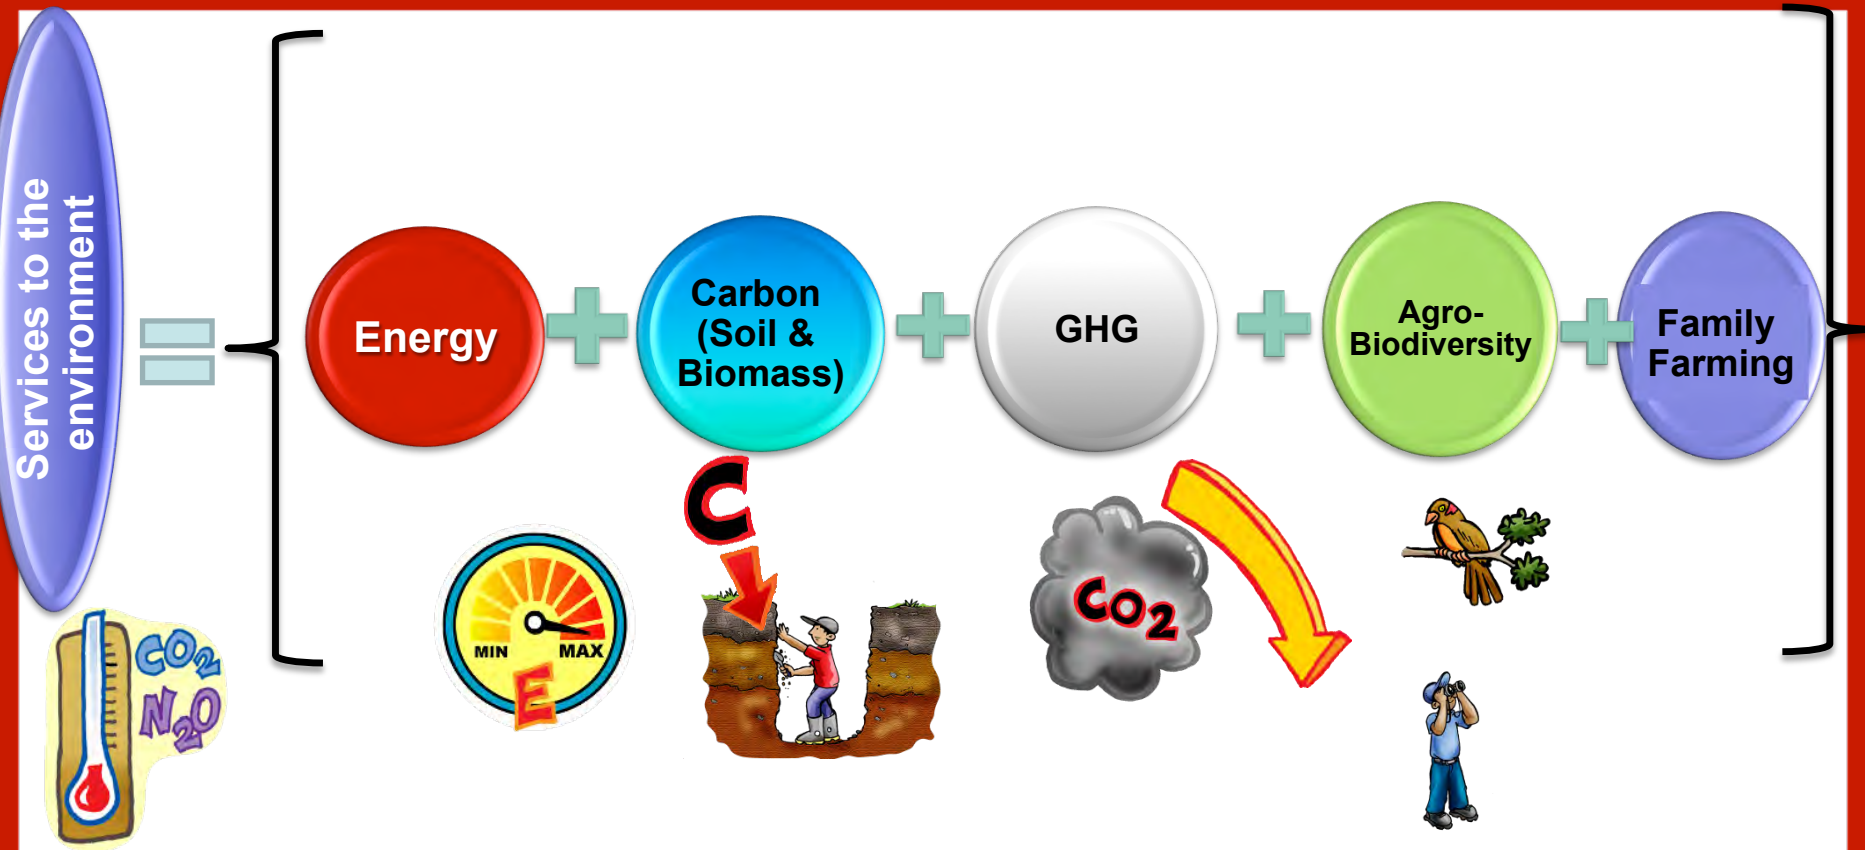 Services to the
environment
Energy
Carbon
(Soil &
Biomass)
GHG
Agro-
Biodiversity
Family
Farming
C
MIN
MAX
E
CO2
CO2
N2O